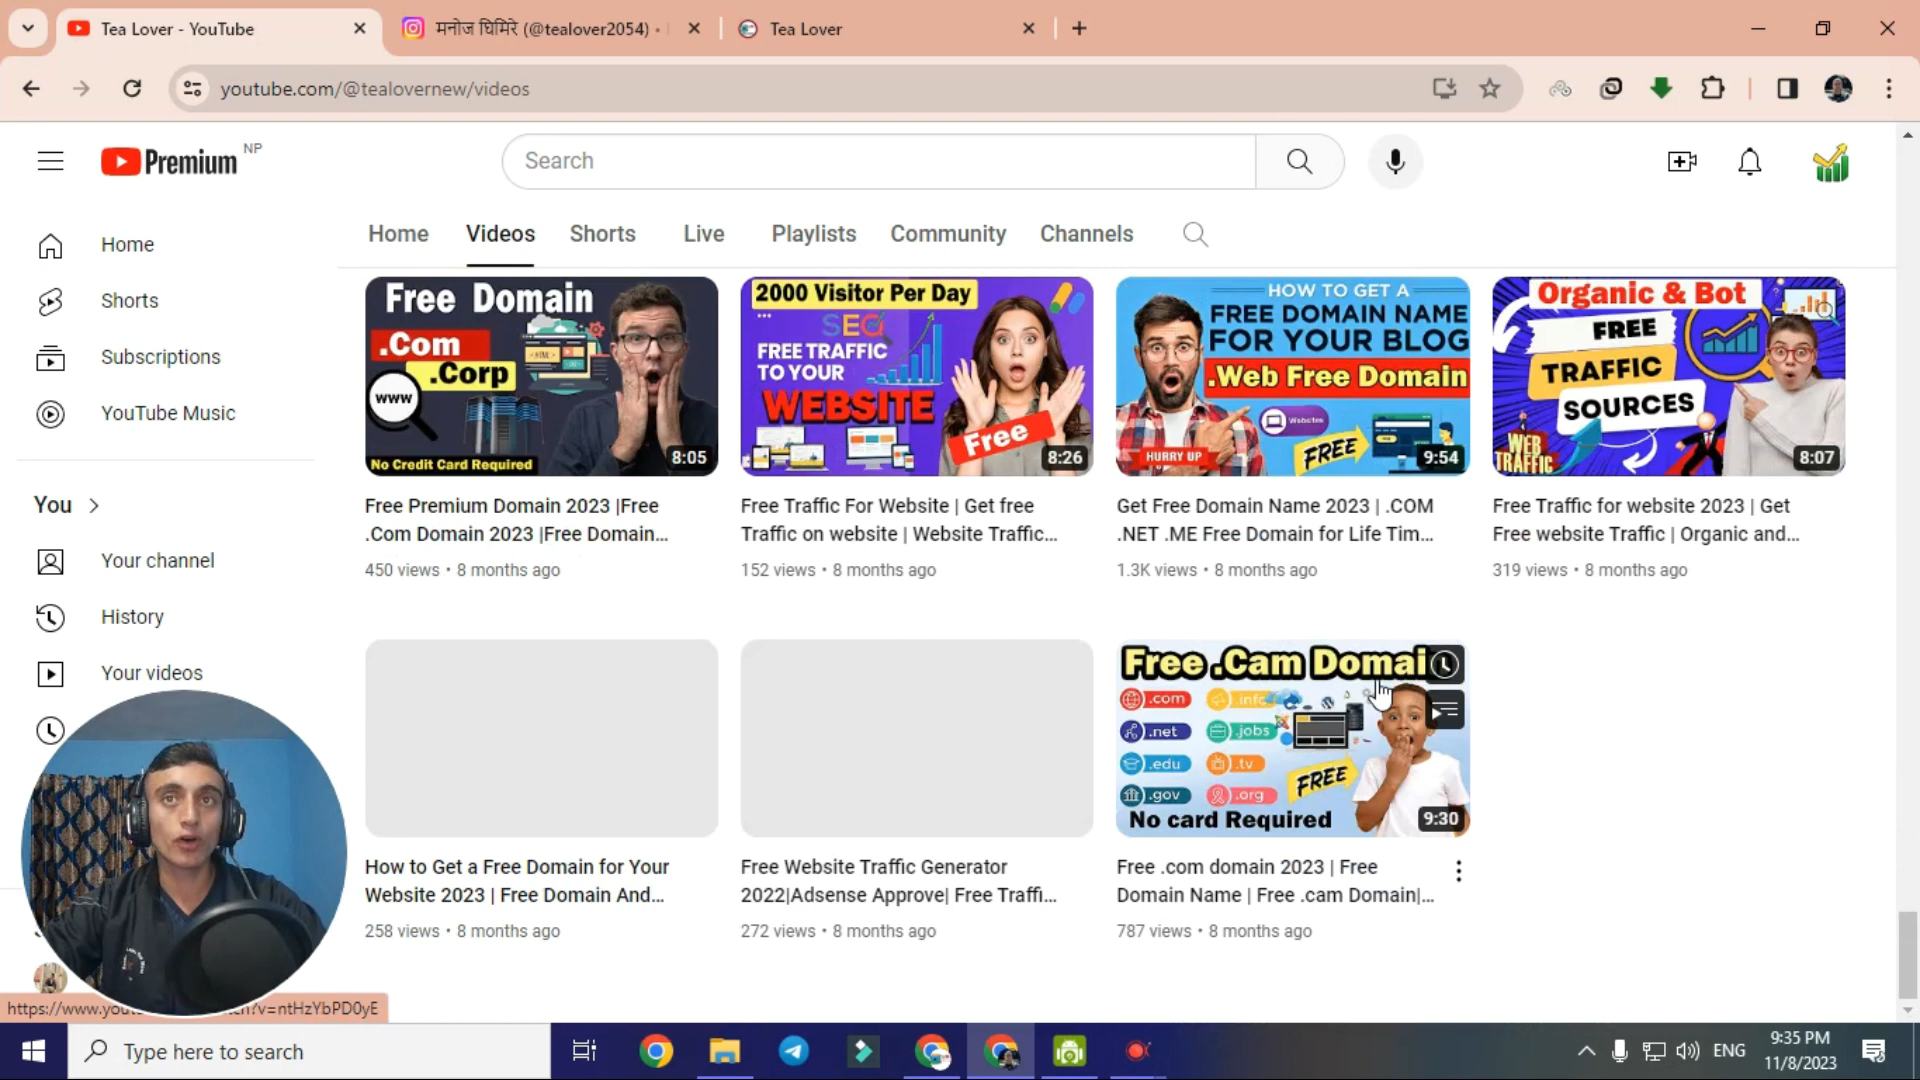 Tea Lover - YouTube
मनोज घिमिरे (@tealover2054) •
Tea Lover
youtube.com/@tealovernew/videos
Premium NP
Search
Home
Shorts
Subscriptions
YouTube Music
You
Your channel
History
Your videos
Home Videos Shorts Live Playlists Community Channels
Free Domain
.Com
.Corp
www
No Credit Card Required
8:05
2000 Visitor Per Day
SEO
FREE TRAFFIC
TO YOUR
WEBSITE
Free
8:26
HOW TO GET A
FREE DOMAIN NAME
FOR YOUR BLOG
.Web Free Domain
Websites
HURRY UP
FREE
9:54
Organic & Bot
FREE
TRAFFIC
SOURCES
WEB
TRAFFIC
8:07
Free Premium Domain 2023 |Free
.Com Domain 2023 |Free Domain...
450 views • 8 months ago
Free Traffic For Website | Get free
Traffic on website | Website Traffic...
152 views • 8 months ago
Get Free Domain Name 2023 | .COM
.NET .ME Free Domain for Life Tim...
1.3K views • 8 months ago
Free Traffic for website 2023 | Get
Free website Traffic | Organic and...
319 views • 8 months ago
Free .Cam Domai
.com .info
.net .jobs
.edu .tv
.gov .org
FREE
No card Required
9:30
How to Get a Free Domain for Your
Website 2023 | Free Domain And...
258 views • 8 months ago
Free Website Traffic Generator
2022|Adsense Approve| Free Traffi...
272 views • 8 months ago
Free .com domain 2023 | Free
Domain Name | Free .cam Domain|...
787 views • 8 months ago
https://www.yout ?v=ntHzYbPD0yE
Type here to search
ENG
9:35 PM
11/8/2023